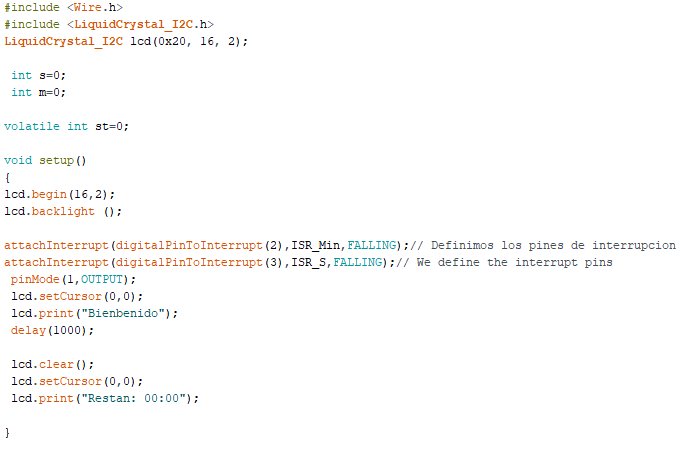 #include <Wire.h>
#include <LiquidCrystal_I2C.h>
LiquidCrystal_I2C lcd(0x20, 16, 2);
int s=0;
int m=0;
volatile int st=0;
void setup()
{
lcd.begin(16,2);
lcd.backlight ();
attachInterrupt(digitalPinToInterrupt(2),ISR_Min,FALLING);// Definimos los pines de interrupcion
attachInterrupt(digitalPinToInterrupt(3),ISR_S,FALLING);// We define the interrupt pins
pinMode(1,OUTPUT);
lcd.setCursor(0,0);
lcd.print("Bienbenido");
delay(1000);
lcd.clear();
lcd.setCursor(0,0);
lcd.print("Restan: 00:00");
}